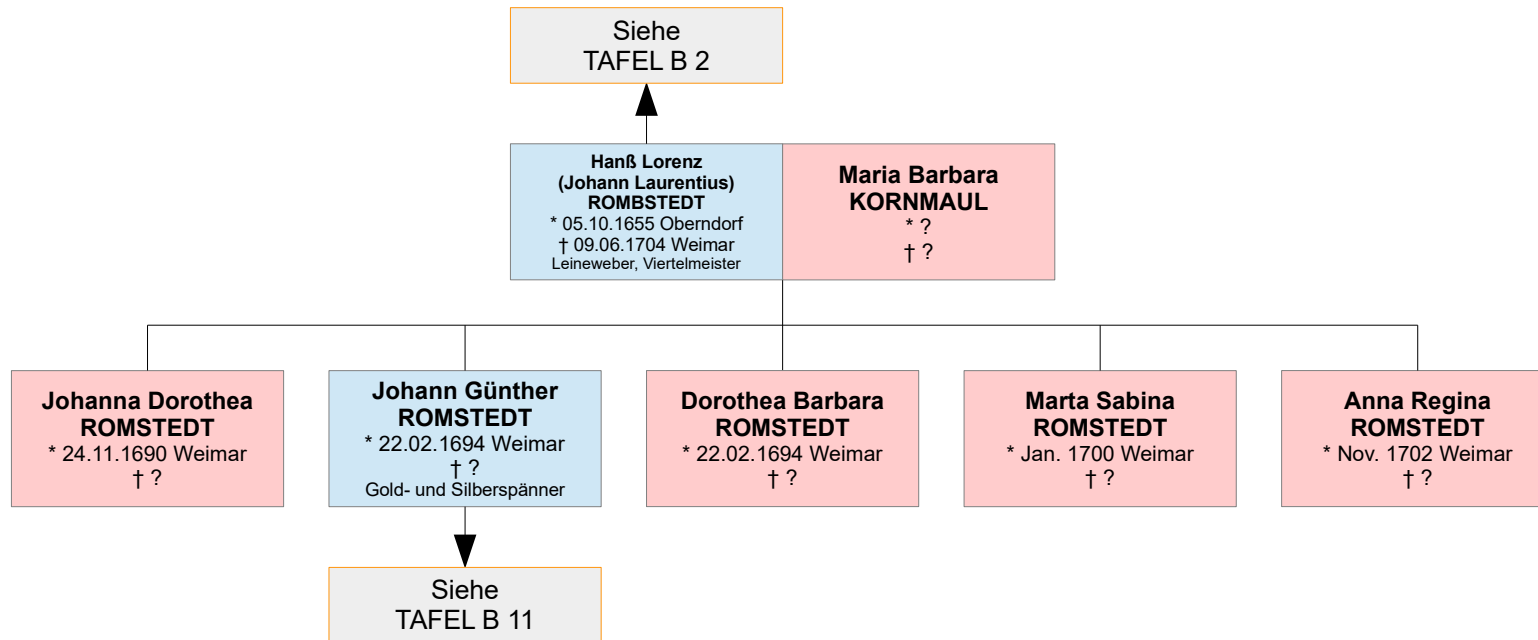 Siehe
TAFEL B 2
Hanß Lorenz
(Johann Laurentius)
ROMBSTEDT
* 05.10.1655 Oberndorf
† 09.06.1704 Weimar
Leineweber, Viertelmeister
Maria Barbara
KORNMAUL
* ?
† ?
Johanna Dorothea
ROMSTEDT
* 24.11.1690 Weimar
† ?
Johann Günther
ROMSTEDT
* 22.02.1694 Weimar
† ?
Gold- und Silberspänner
Dorothea Barbara
ROMSTEDT
* 22.02.1694 Weimar
† ?
Marta Sabina
ROMSTEDT
* Jan. 1700 Weimar
† ?
Anna Regina
ROMSTEDT
* Nov. 1702 Weimar
† ?
Siehe
TAFEL B 11